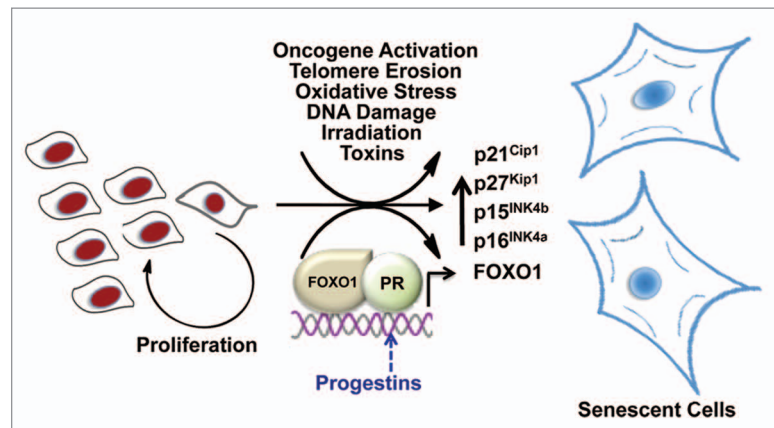 Oncogene Activation
Telomere Erosion
Oxidative Stress
DNA Damage
Irradiation
Toxins
p21Cip1
p27Kip1
p15INK4b
p16INK4a
FOXO1
FOXO1
PR
Proliferation
Progestins
Senescent Cells